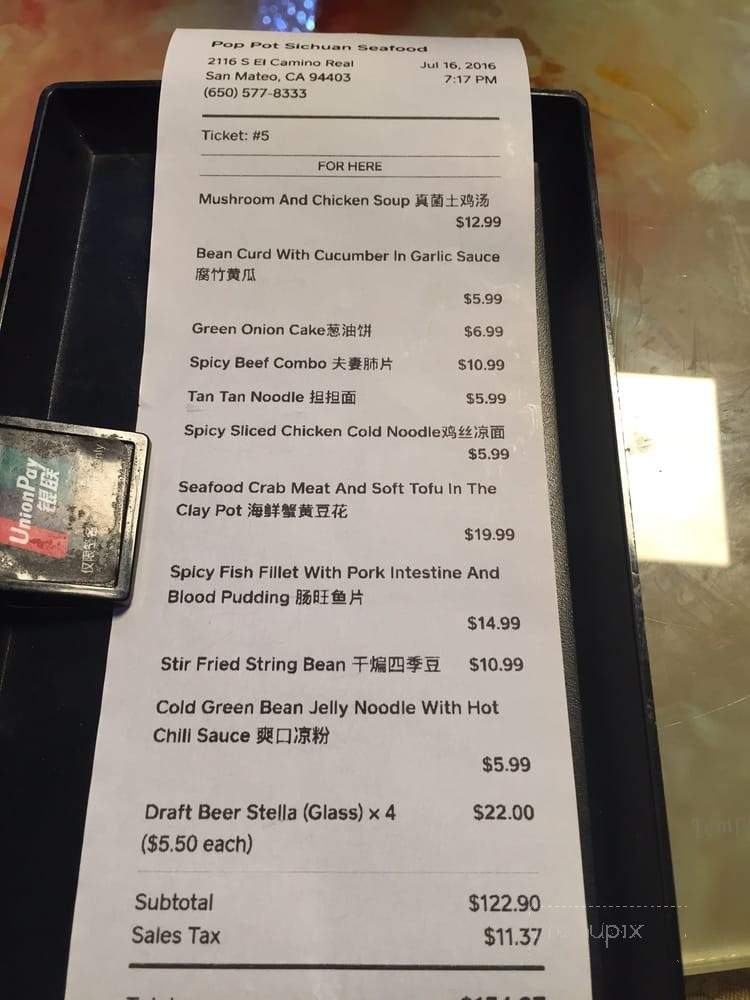 Pop Pot Sichuan Seafood
2116 S El Camino Real Jul 16, 2016
San Mateo, CA 94403 7:17 PM
(650) 577-8333
Ticket: #5
FOR HERE
Mushroom And Chicken Soup 真菌土鸡汤
$12.99
Bean Curd With Cucumber In Garlic Sauce
腐竹黄瓜
$5.99
Green Onion Cake葱油饼 $6.99
Spicy Beef Combo 夫妻肺片 $10.99
Tan Tan Noodle 担担面 $5.99
Spicy Sliced Chicken Cold Noodle鸡丝凉面
$5.99
Seafood Crab Meat And Soft Tofu In The
Clay Pot 海鲜蟹黄豆花
$19.99
Spicy Fish Fillet With Pork Intestine And
Blood Pudding 肠旺鱼片
$14.99
Stir Fried String Bean 干煸四季豆 $10.99
Cold Green Bean Jelly Noodle With Hot
Chili Sauce 爽口凉粉
$5.99
Draft Beer Stella (Glass) x 4 $22.00
($5.50 each)
Subtotal $122.90
Sales Tax $11.37
UnionPay
银联